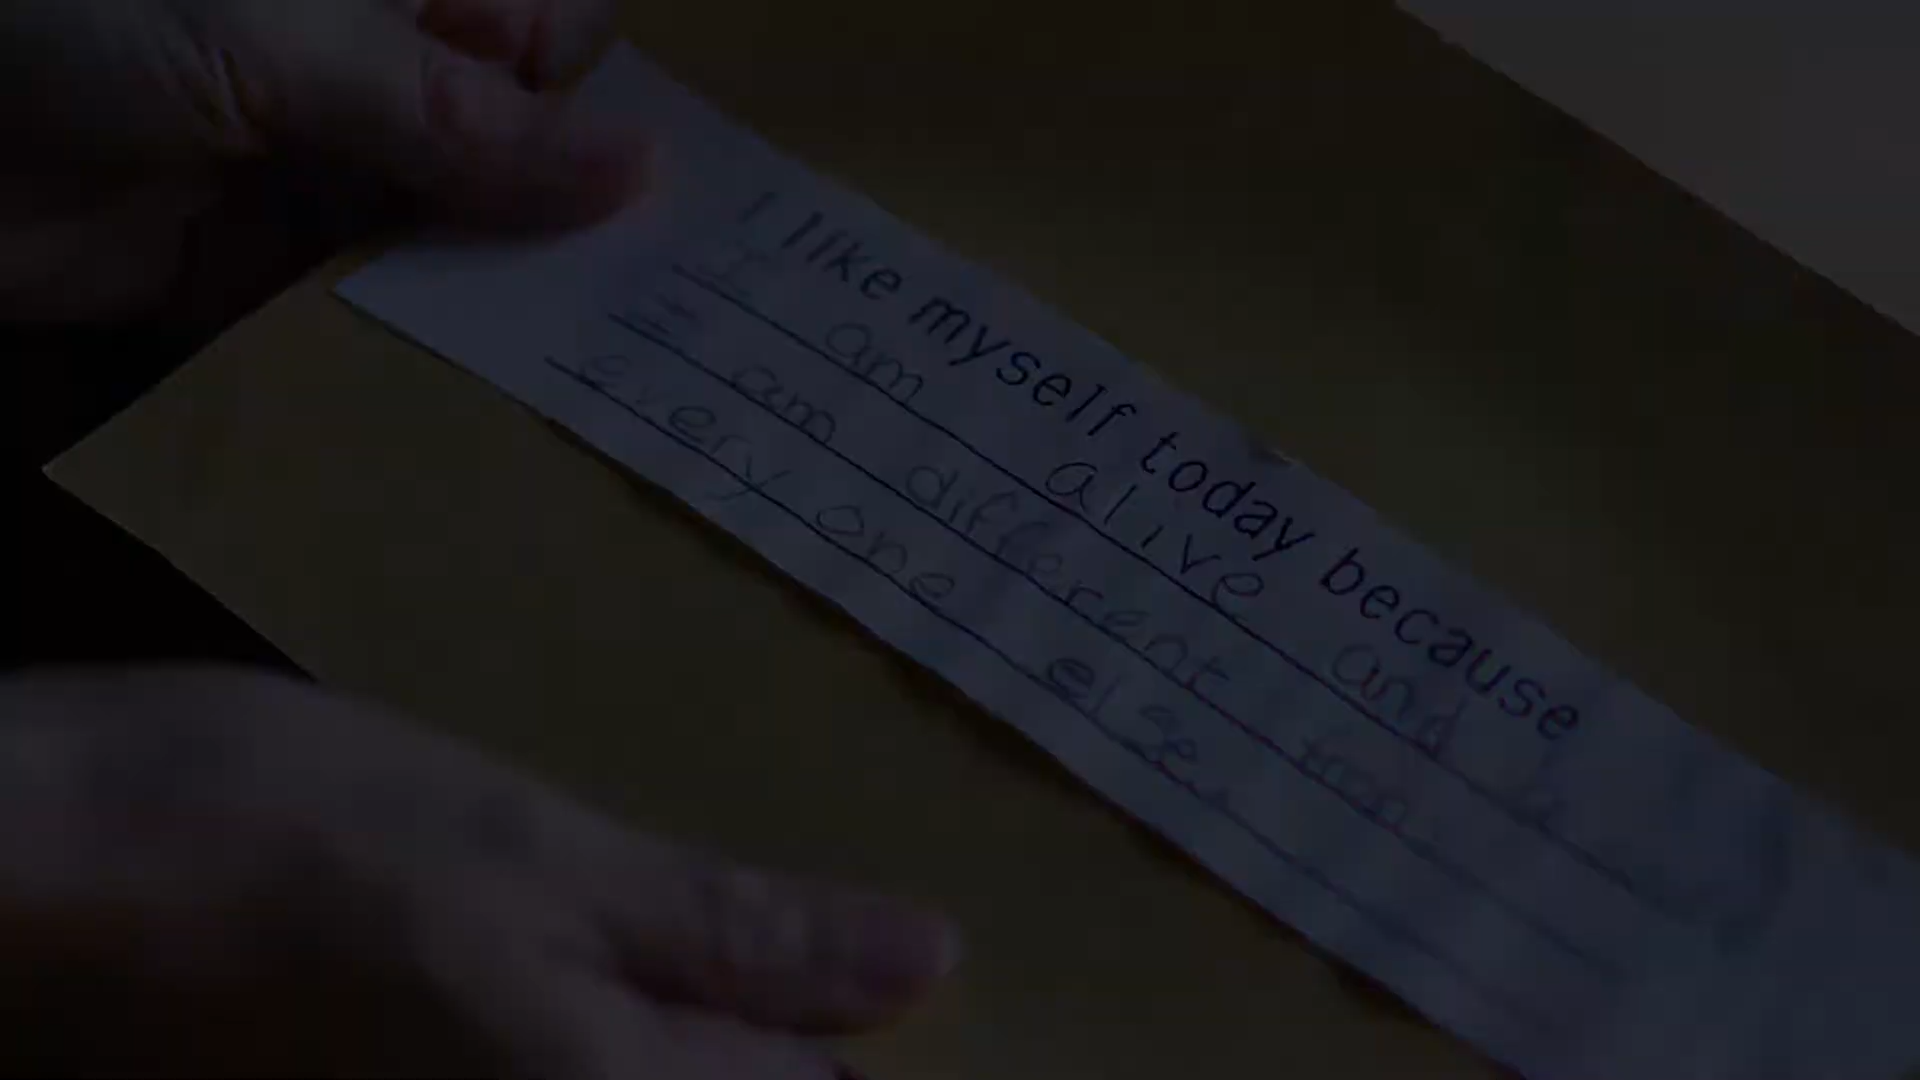 I like myself today because
I am alive and
I am different from
every one else.